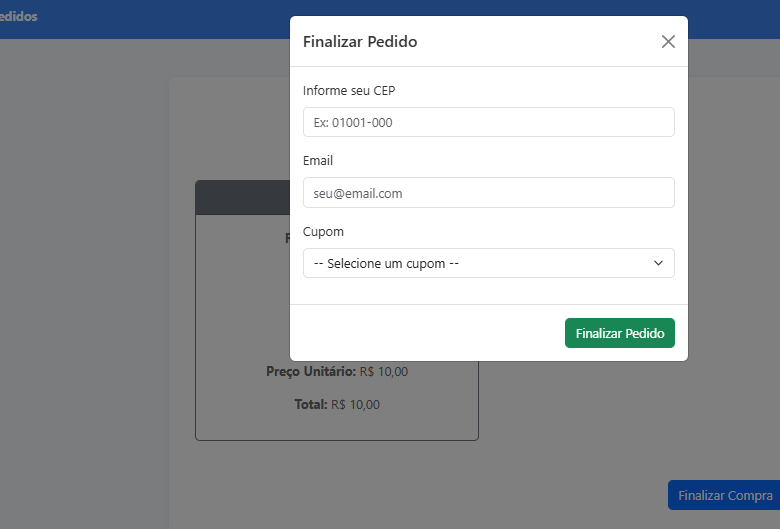 edidos
Finalizar Pedido
Informe seu CEP
Ex: 01001-000
Email
seu@email.com
Cupom
-- Selecione um cupom --
Finalizar Pedido
Preço Unitário: R$ 10,00
Total: R$ 10,00
Finalizar Compra